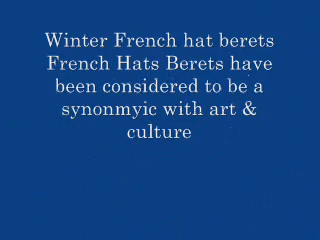 Winter French hat berets
French Hats Berets have
been considered to be a
synonmyic with art &
culture